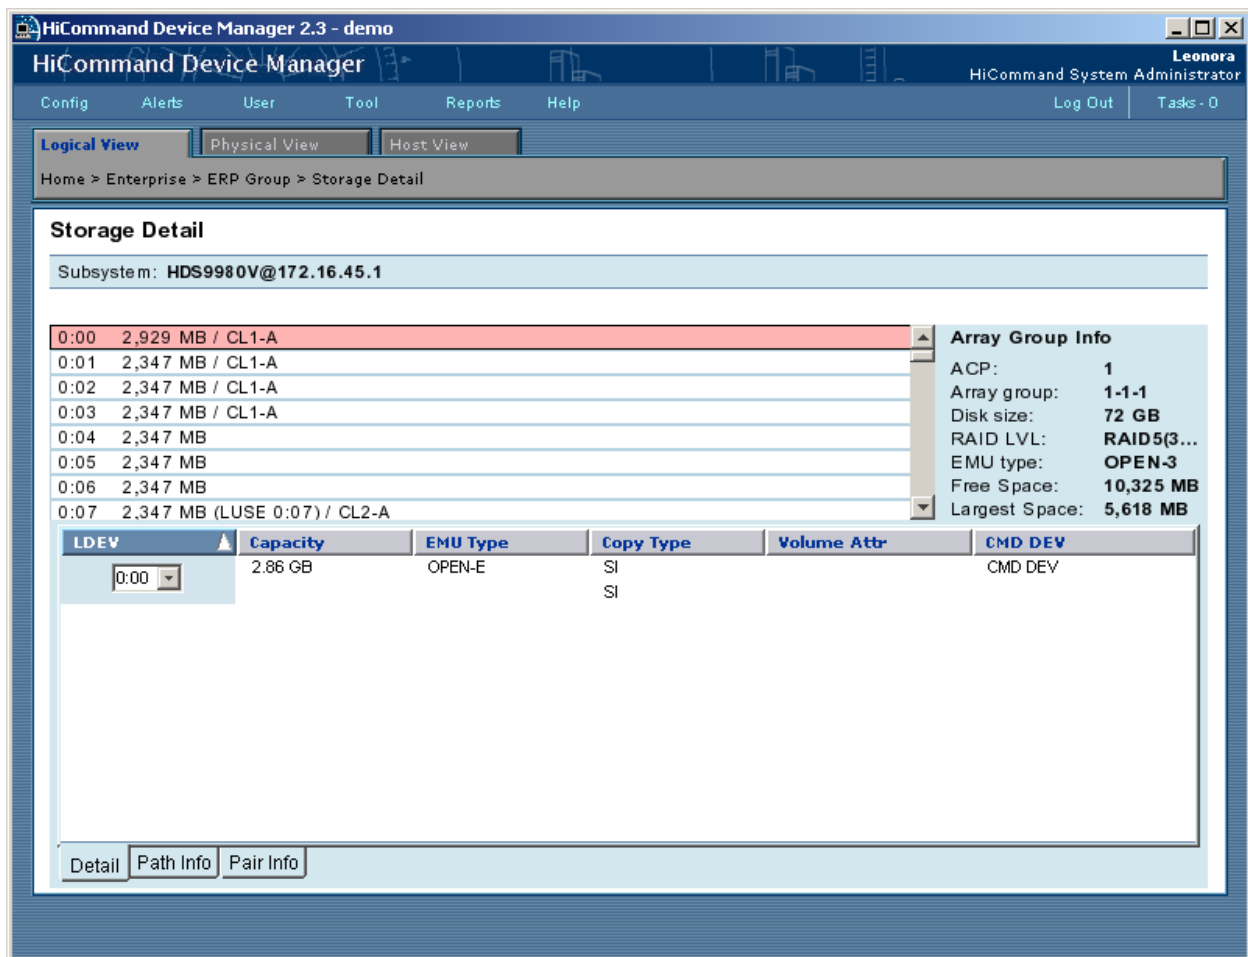 HiCommand Device Manager 2.3 - demo
HiCommand Device Manager
Leonora
HiCommand System Administrator
Config Alerts User Tool Reports Help Log Out Tasks - 0
Logical View Physical View Host View
Home > Enterprise > ERP Group > Storage Detail
Storage Detail
Subsystem: HDS9980V@172.16.45.1
0:00 2,929 MB / CL1-A
0:01 2,347 MB / CL1-A
0:02 2,347 MB / CL1-A
0:03 2,347 MB / CL1-A
0:04 2,347 MB
0:05 2,347 MB
0:06 2,347 MB
0:07 2,347 MB (LUSE 0:07) / CL2-A
Array Group Info
ACP: 1
Array group: 1-1-1
Disk size: 72 GB
RAID LVL: RAID5(3...
EMU type: OPEN-3
Free Space: 10,325 MB
Largest Space: 5,618 MB
LDEV Capacity EMU Type Copy Type Volume Attr CMD DEV
0:00 2.86 GB OPEN-E SI CMD DEV
SI
Detail Path Info Pair Info